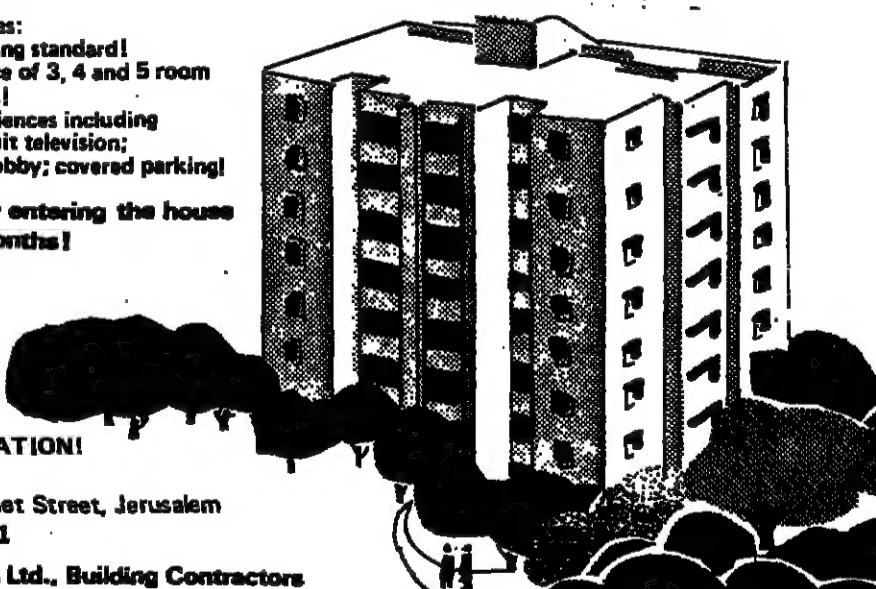 es:
ng standard!
e of 3, 4 and 5 room
!
iences including
uit television;
obby; covered parking!
entering the house
onths!
ATION!
et Street, Jerusalem
1
Ltd., Building Contractors